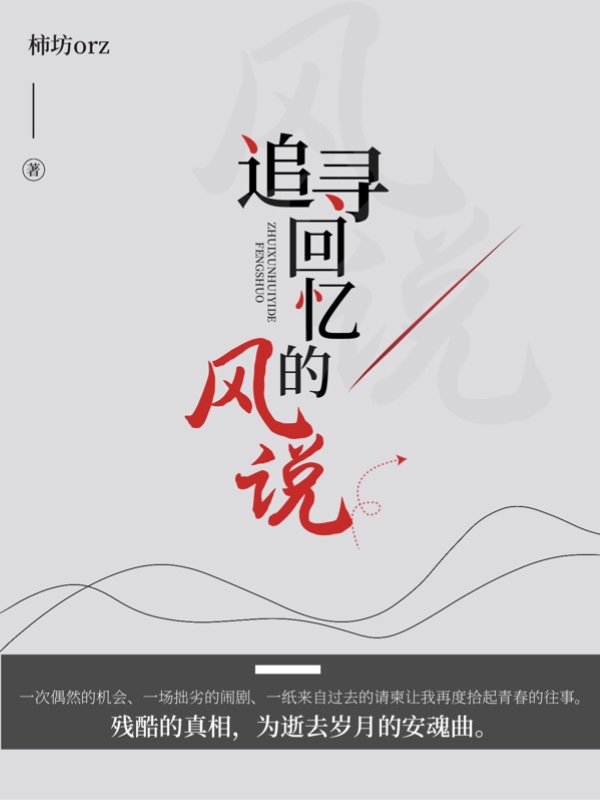 柿坊orz
著
追寻
回忆
的
风说
ZHUIXUNHUIYIDE
FENGSHUO
风说
一次偶然的机会、一场拙劣的闹剧、一纸来自过去的请柬让我再度拾起青春的往事。
残酷的真相，为逝去岁月的安魂曲。